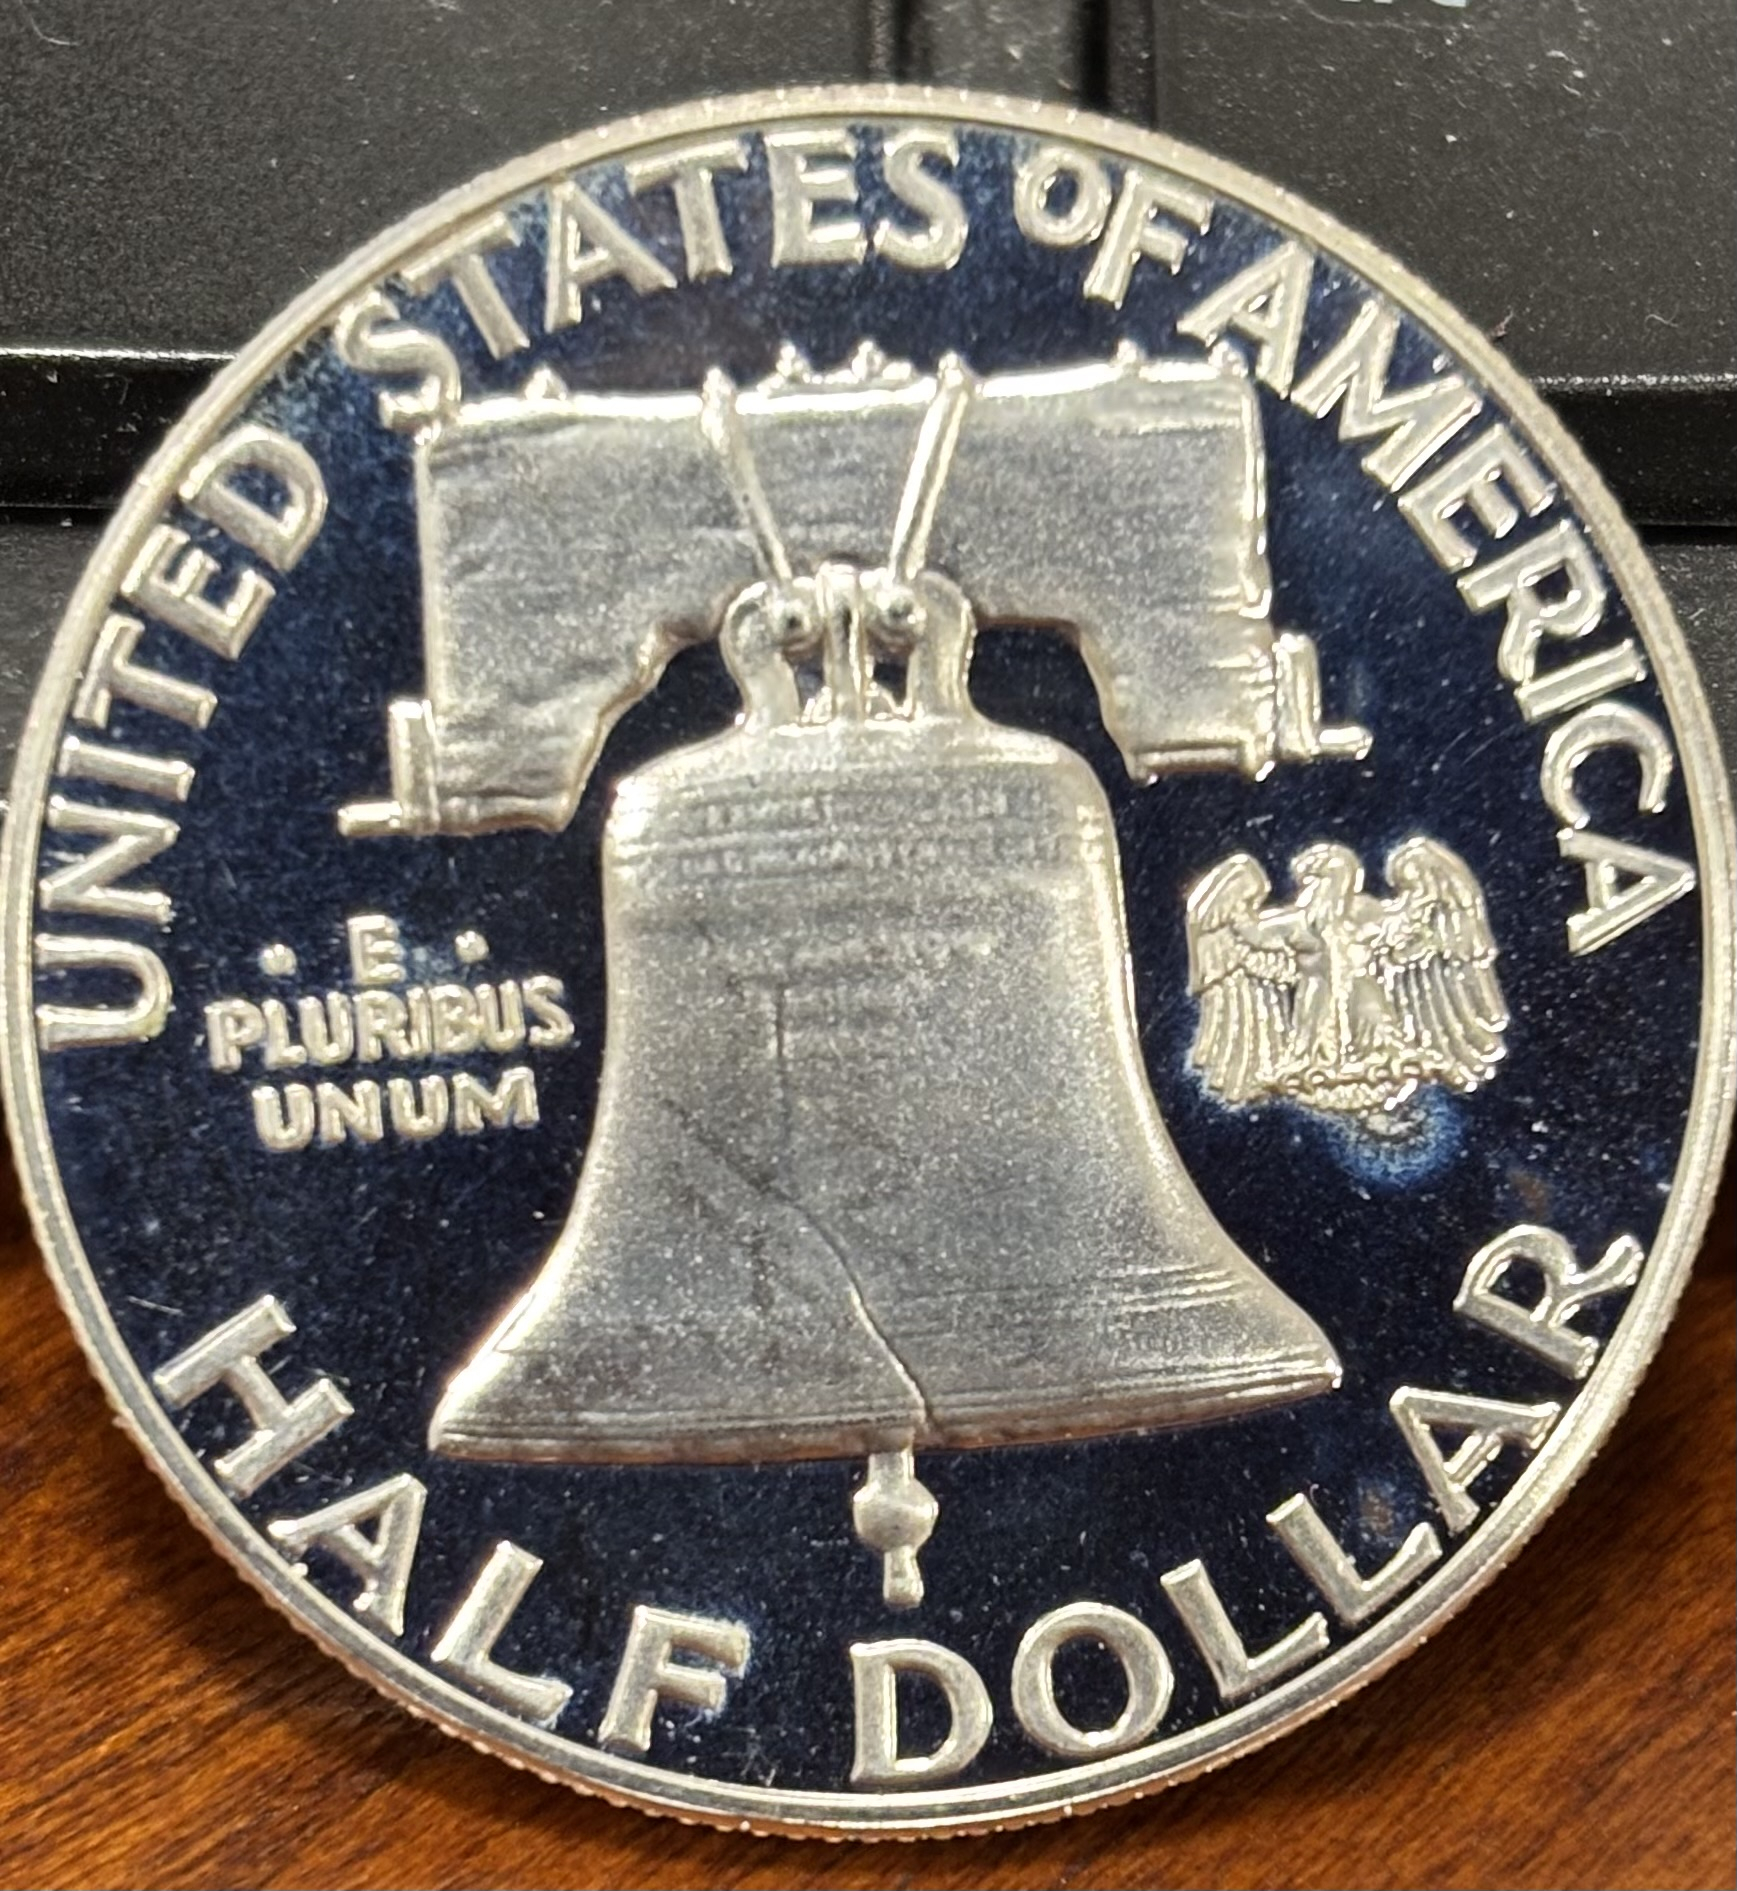 UNITED STATES OF AMERICA
· E ·
PLURIBUS
UNUM
HALF DOLLAR